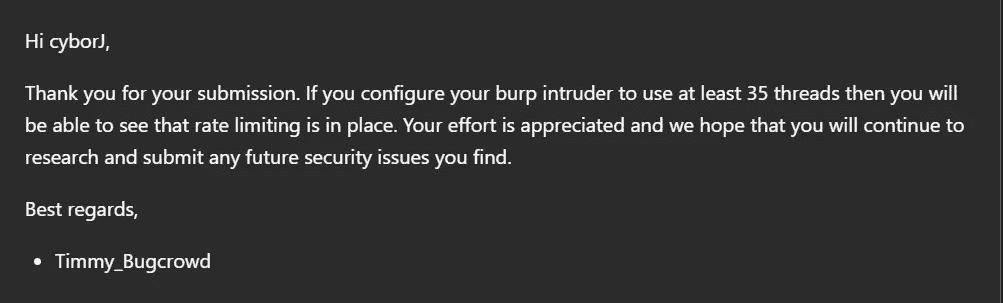 Hi cyborJ,
Thank you for your submission. If you configure your burp intruder to use at least 35 threads then you will
be able to see that rate limiting is in place. Your effort is appreciated and we hope that you will continue to
research and submit any future security issues you find.
Best regards,
• Timmy_Bugcrowd